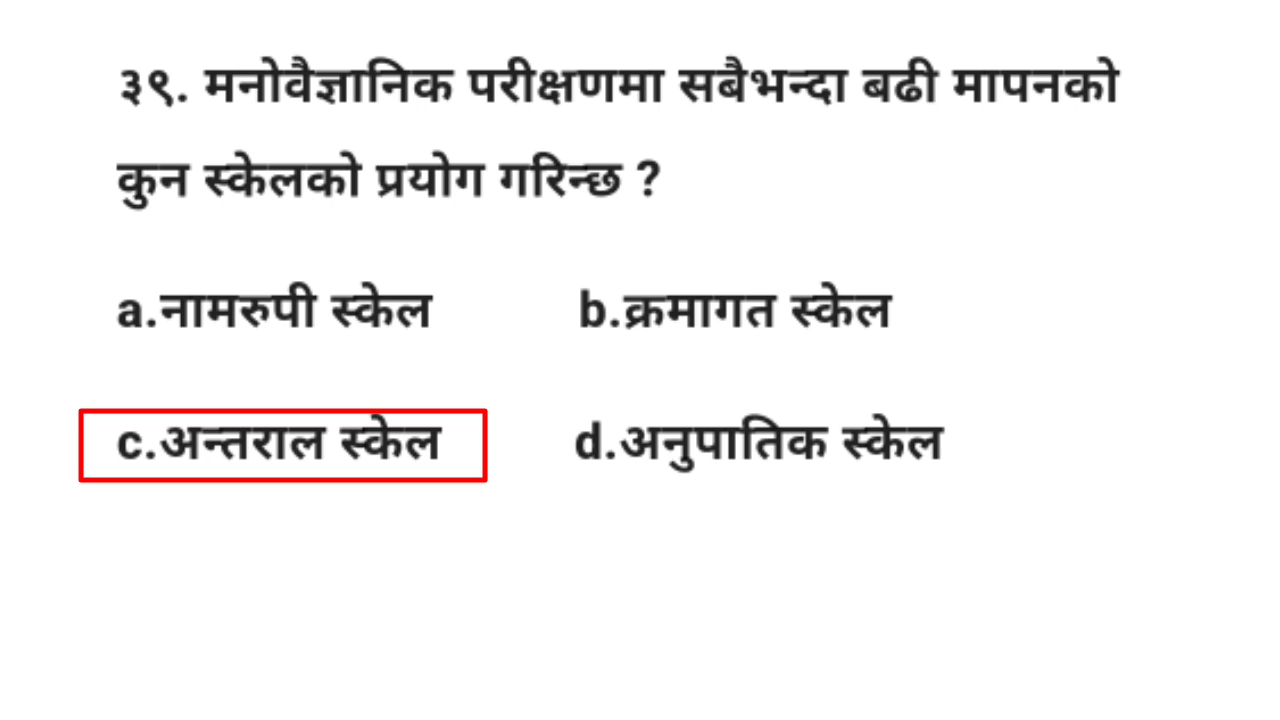 ३९. मनोवैज्ञानिक परीक्षणमा सबैभन्दा बढी मापनको
कुन स्केलको प्रयोग गरिन्छ ?
a.नामरुपी स्केल b.क्रमागत स्केल
c.अन्तराल स्केल d.अनुपातिक स्केल